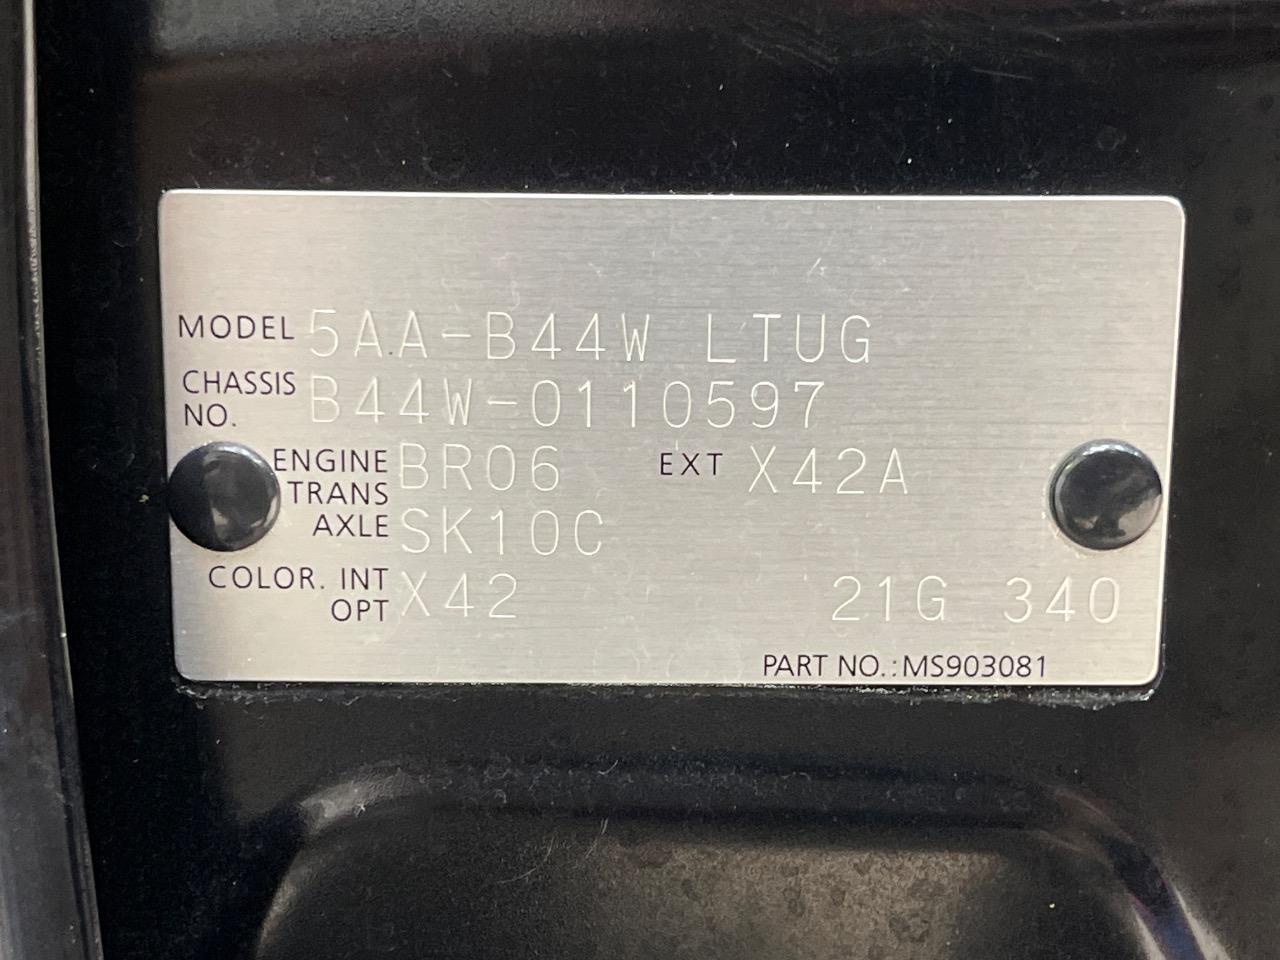 MODEL 5AA-B44W LTUG
CHASSIS NO. B44W-0110597
ENGINE BR06 EXT X42A
TRANS AXLE SK10C
COLOR. INT OPT X42 21G 340
PART NO.: MS903081